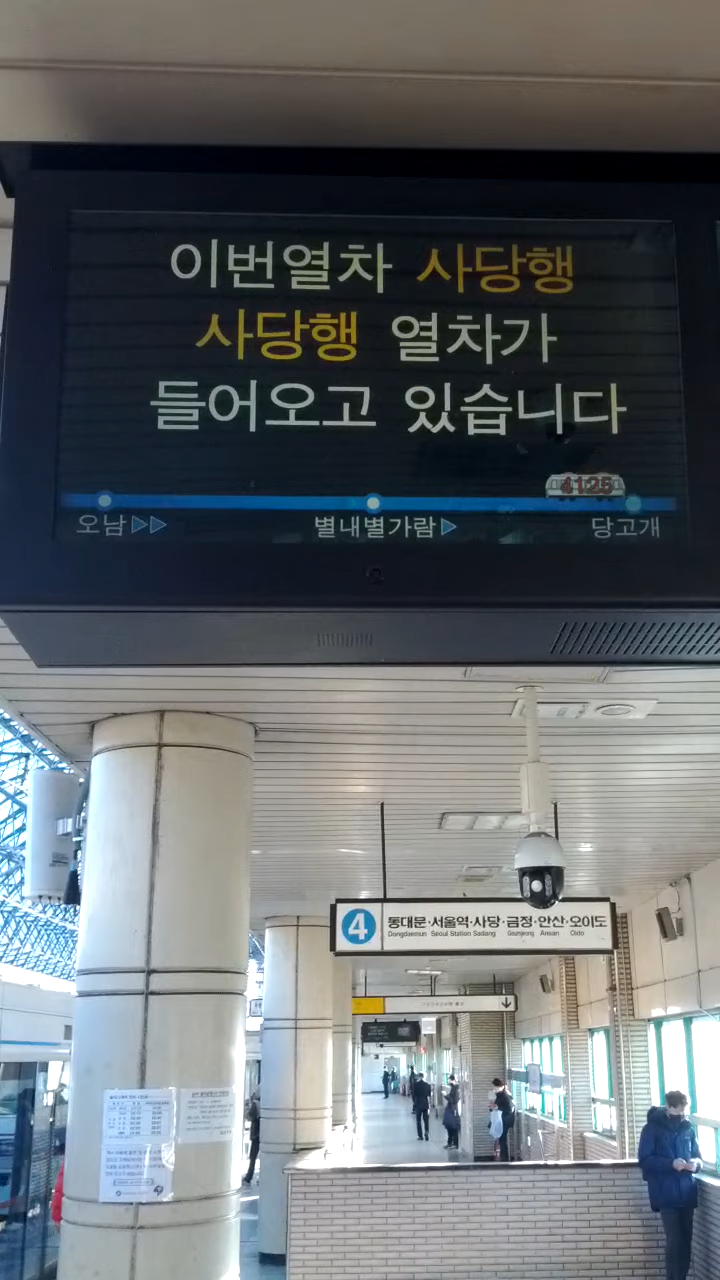 이번열차 사당행
사당행 열차가
들어오고 있습니다
4125
오남▷▷ 별내별가람▷ 당고개
4 동대문·서울역·사당·금정·안산·오이도
Dongdaemun Seoul Station Sadang Geumjeong Ansan Oido